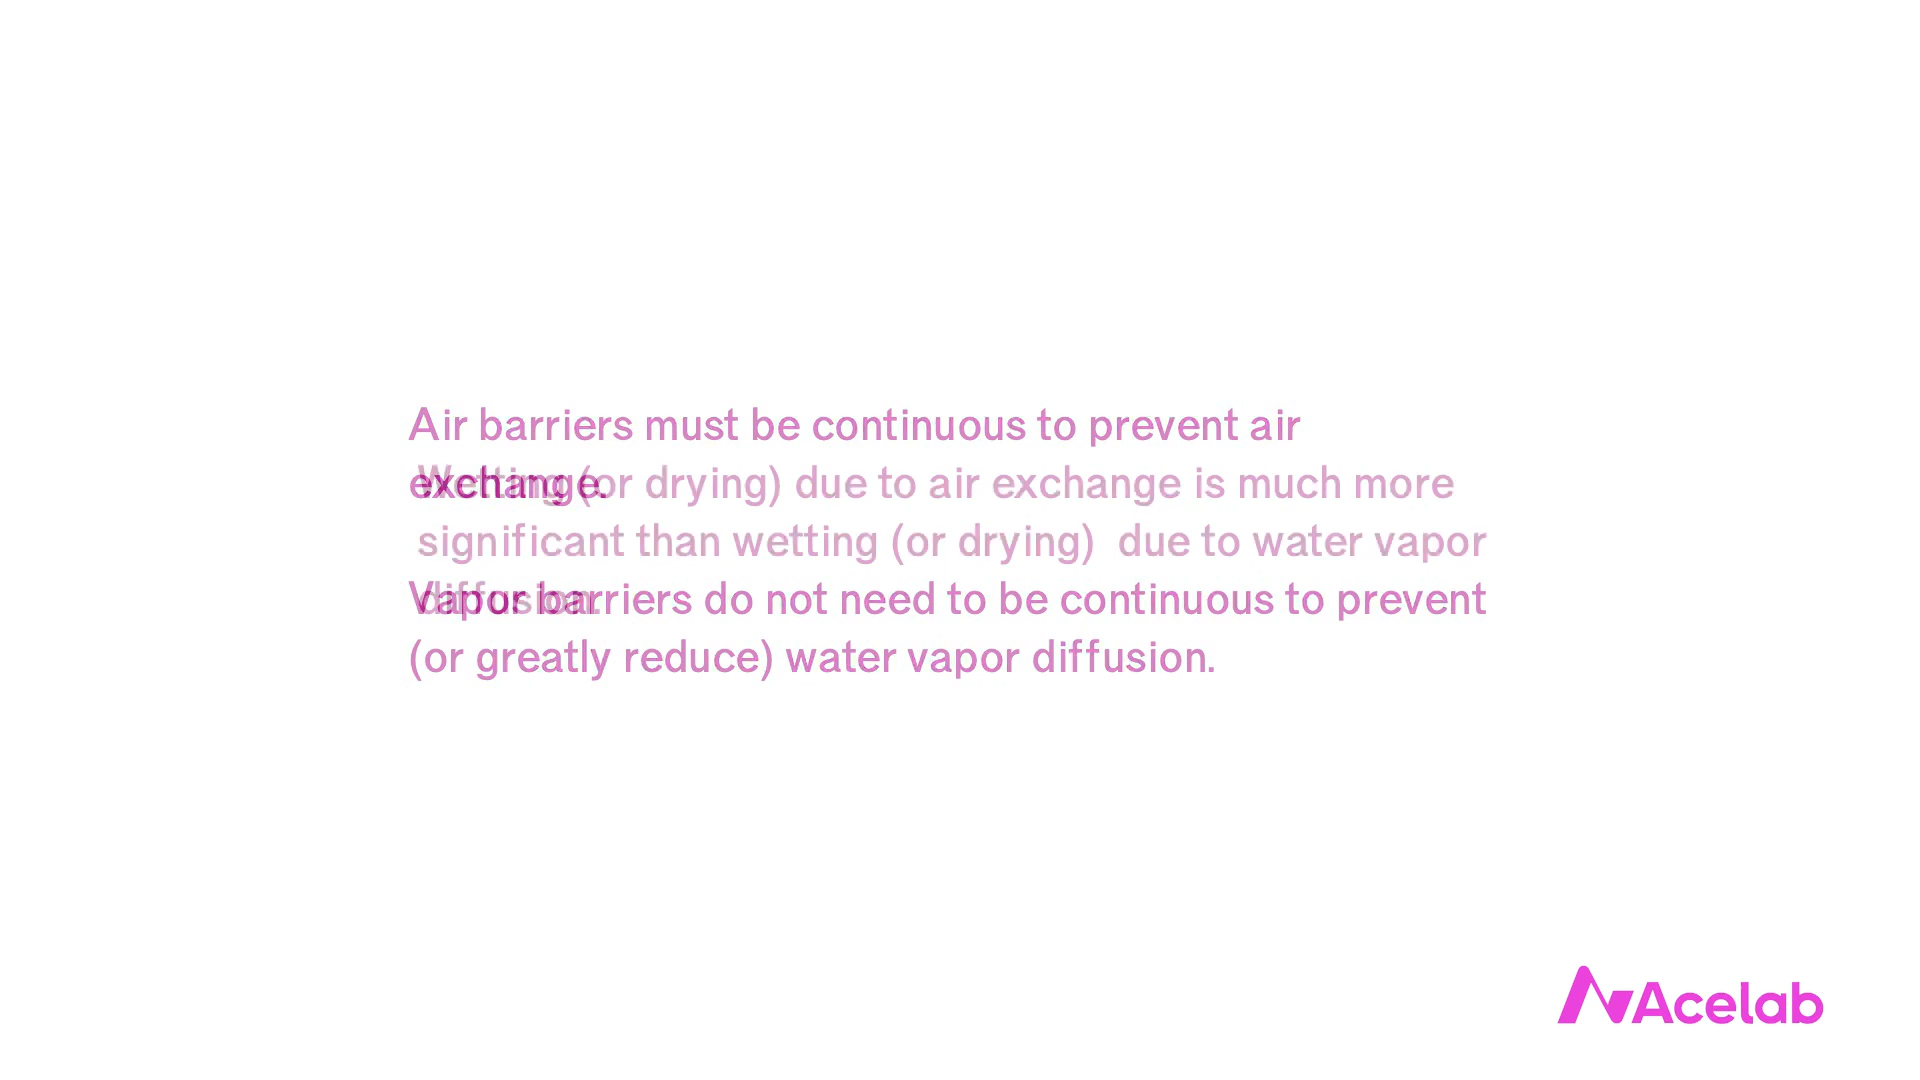 Air barriers must be continuous to prevent air
exchange.
Wetting (or drying) due to air exchange is much more
significant than wetting (or drying)  due to water vapor
diffusion.
Vapor barriers do not need to be continuous to prevent
(or greatly reduce) water vapor diffusion.
Acelab